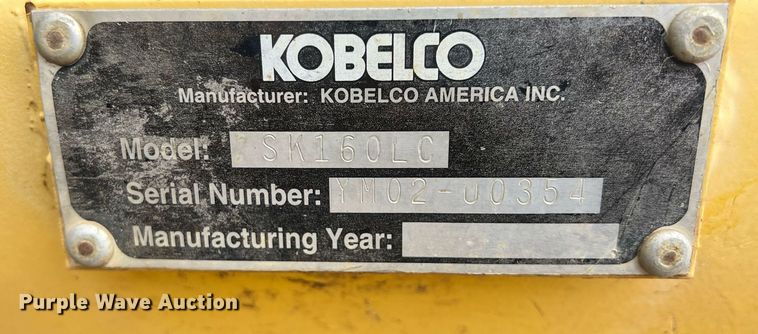 KOBELCO
Manufacturer: KOBELCO AMERICA INC.
Model: SK160LC
Serial Number: YM02-U0354
Manufacturing Year:
Purple Wave Auction